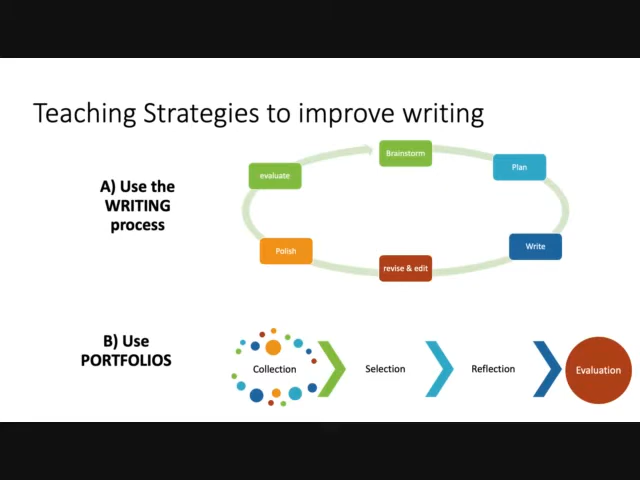 Teaching Strategies to improve writing
A) Use the
WRITING
process
Brainstorm
Plan
Write
revise & edit
Polish
evaluate
B) Use
PORTFOLIOS
Collection
Selection
Reflection
Evaluation